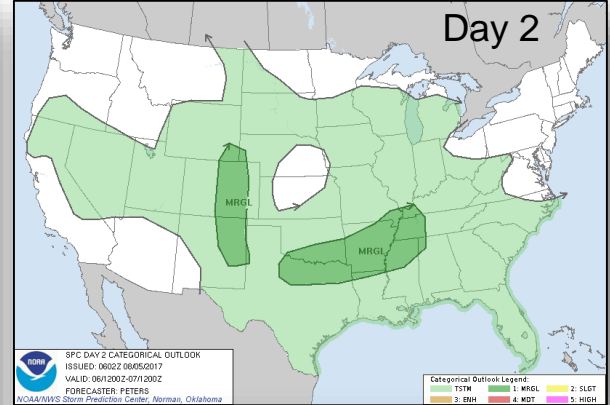 Day 2
MRGL
MRGL
NOAA
SPC DAY 2 CATEGORICAL OUTLOOK
ISSUED: 0602Z 08/05/2017
VALID: 06/1200Z-07/1200Z
FORECASTER: PETERS
NOAA/NWS Storm Prediction Center, Norman, Oklahoma
Categorical Outlook Legend:
TSTM 1: MRGL 2: SLGT
3: ENH 4: MDT 5: HIGH